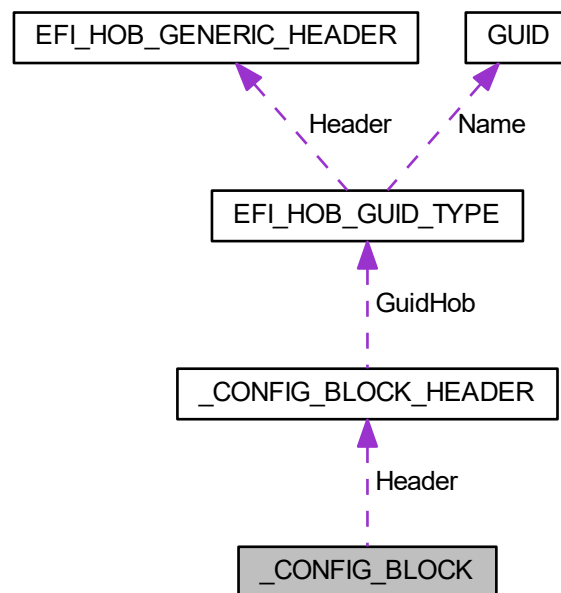 EFI_HOB_GENERIC_HEADER
GUID
Header
Name
EFI_HOB_GUID_TYPE
GuidHob
_CONFIG_BLOCK_HEADER
Header
_CONFIG_BLOCK